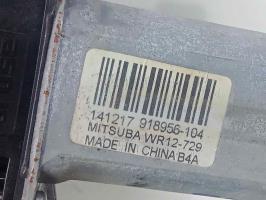 141217 918956-104
MITSUBA WR12-729
MADE IN CHINA B4A